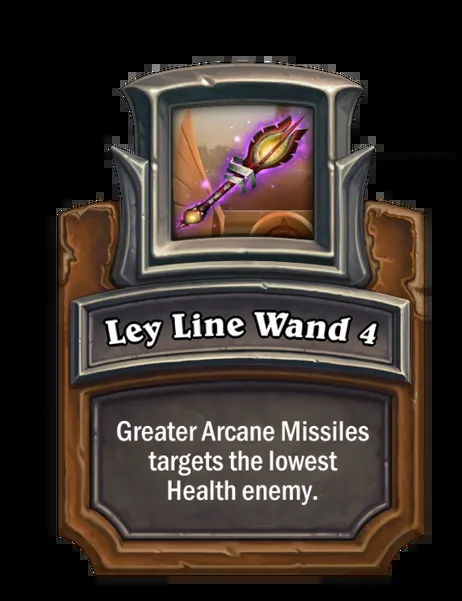 Ley Line Wand 4
Greater Arcane Missiles
targets the lowest
Health enemy.